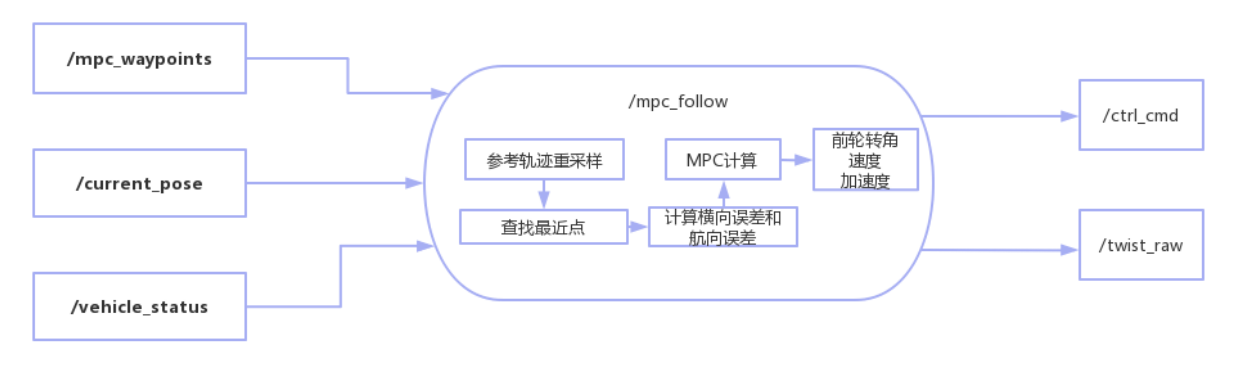 /mpc_waypoints
/current_pose
/vehicle_status
/mpc_follow
参考轨迹重采样
查找最近点
计算横向误差和
航向误差
MPC计算
前轮转角
速度
加速度
/ctrl_cmd
/twist_raw